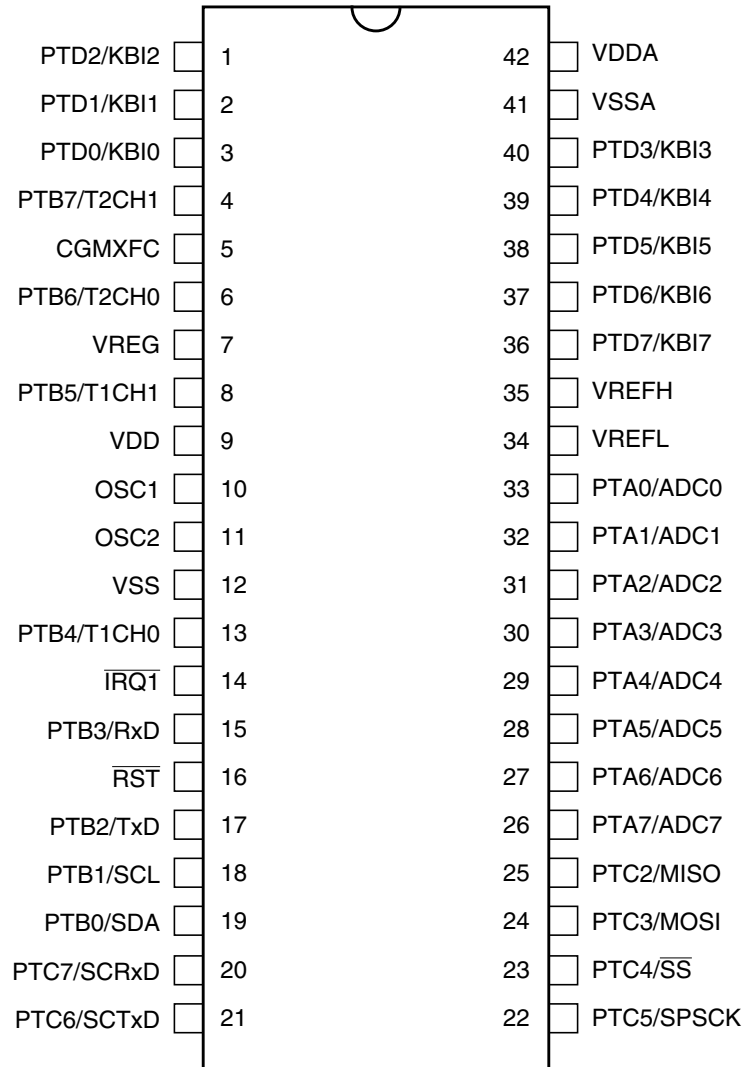 PTD2/KBI2 1 42 VDDA
PTD1/KBI1 2 41 VSSA
PTD0/KBI0 3 40 PTD3/KBI3
PTB7/T2CH1 4 39 PTD4/KBI4
CGMXFC 5 38 PTD5/KBI5
PTB6/T2CH0 6 37 PTD6/KBI6
VREG 7 36 PTD7/KBI7
PTB5/T1CH1 8 35 VREFH
VDD 9 34 VREFL
OSC1 10 33 PTA0/ADC0
OSC2 11 32 PTA1/ADC1
VSS 12 31 PTA2/ADC2
PTB4/T1CH0 13 30 PTA3/ADC3
I̅R̅Q̅1̅ 14 29 PTA4/ADC4
PTB3/RxD 15 28 PTA5/ADC5
R̅S̅T̅ 16 27 PTA6/ADC6
PTB2/TxD 17 26 PTA7/ADC7
PTB1/SCL 18 25 PTC2/MISO
PTB0/SDA 19 24 PTC3/MOSI
PTC7/SCRxD 20 23 PTC4/S̅S̅
PTC6/SCTxD 21 22 PTC5/SPSCK